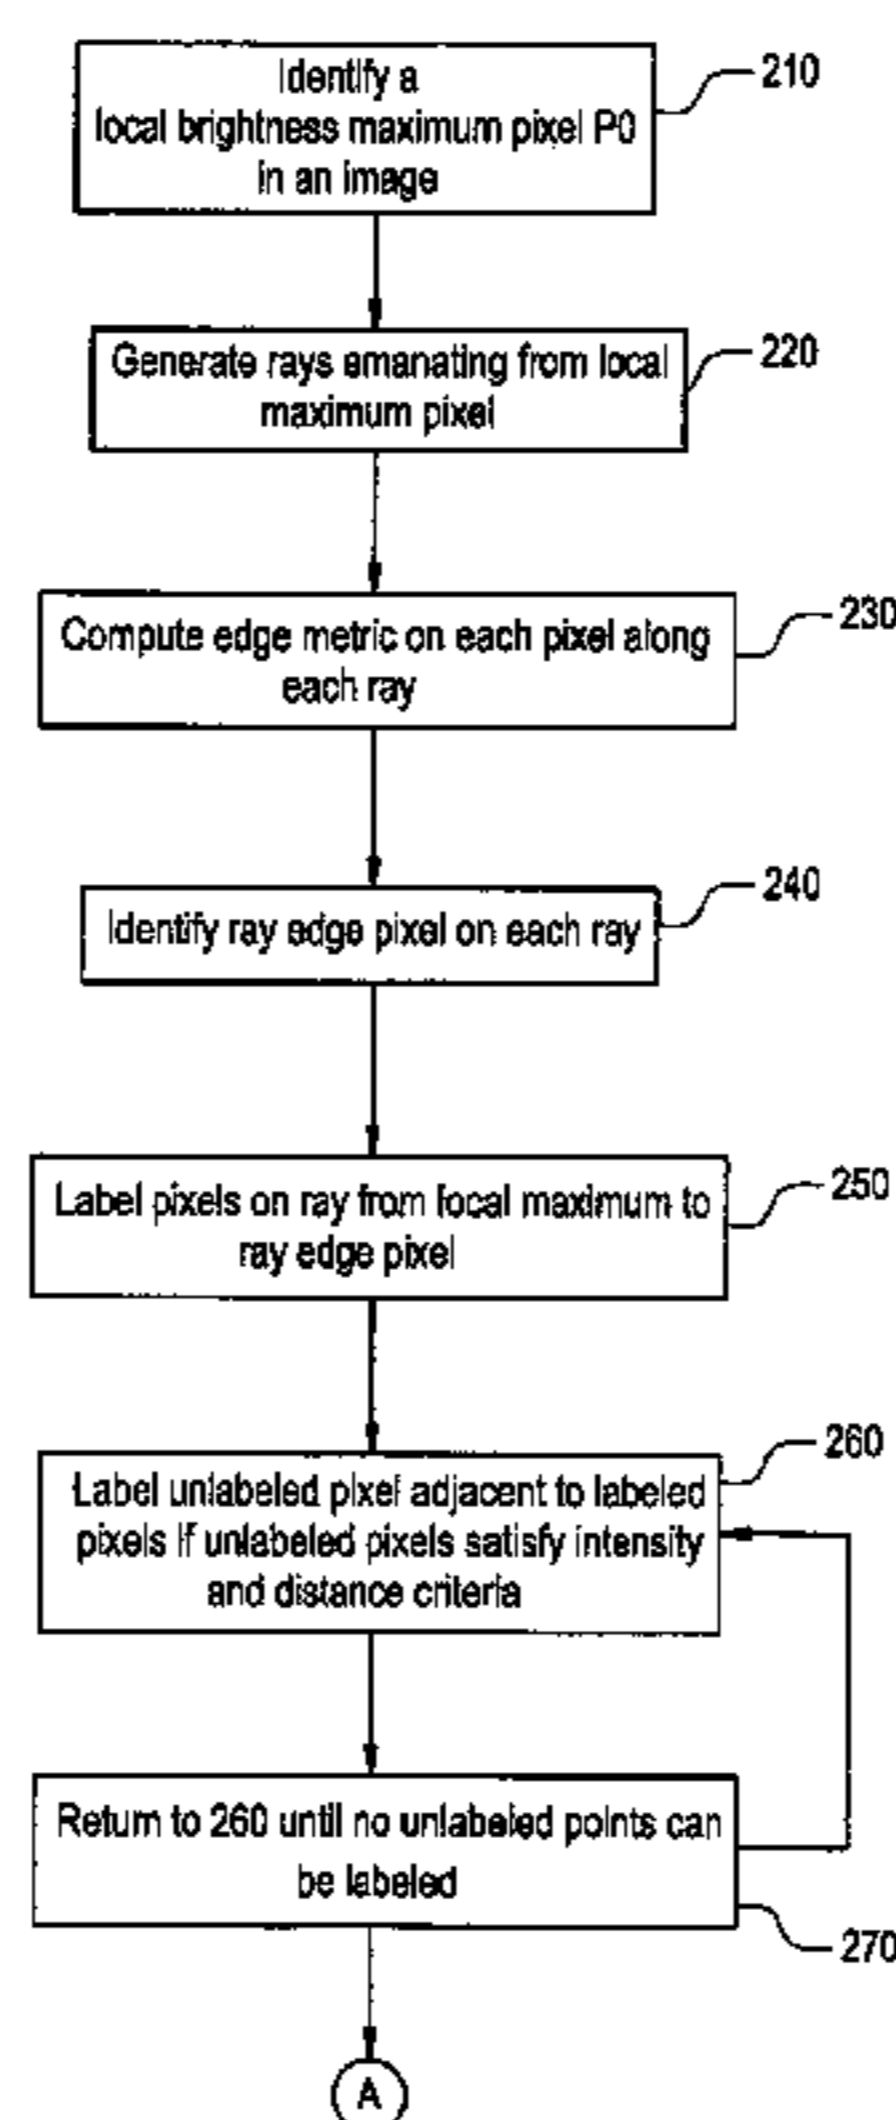 Identify a
local brightness maximum pixel P0
in an image
210
Generate rays emanating from local
maximum pixel
220
Compute edge metric on each pixel along
each ray
230
Identify ray edge pixel on each ray
240
Label pixels on ray from local maximum to
ray edge pixel
250
Label unlabeled pixel adjacent to labeled
pixels if unlabeled pixels satisfy intensity
and distance criteria
260
Return to 260 until no unlabeled points can
be labeled
270
A